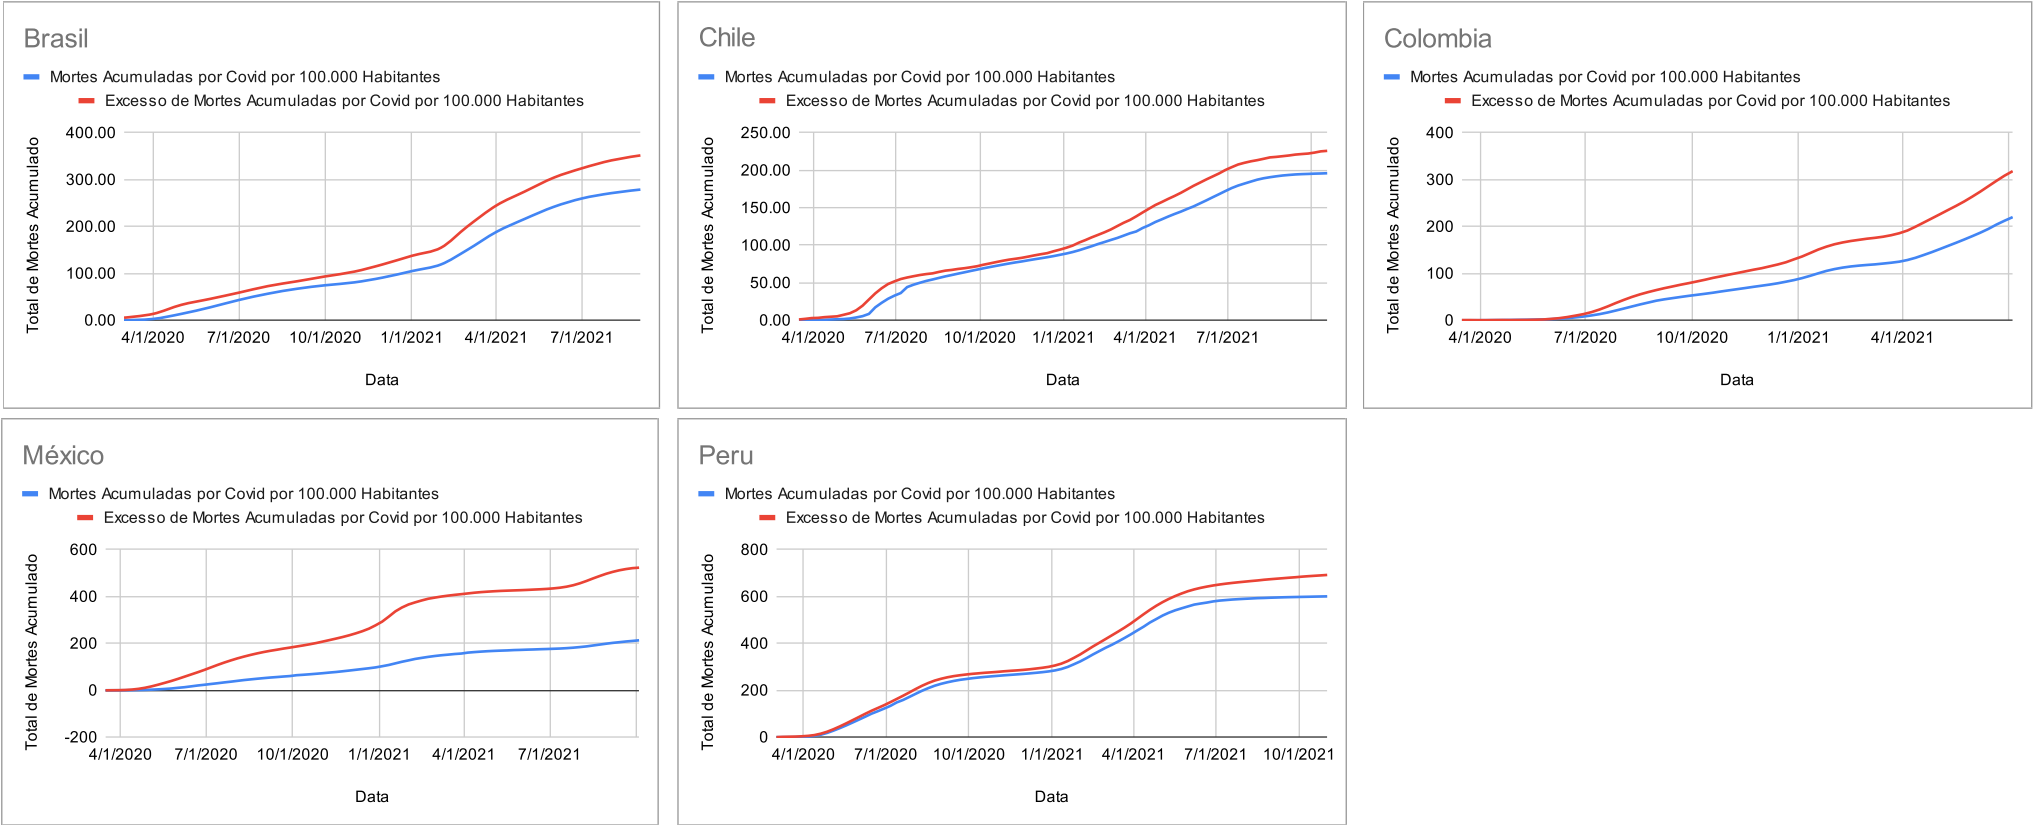 Brasil
Mortes Acumuladas por Covid por 100.000 Habitantes
Excesso de Mortes Acumuladas por Covid por 100.000 Habitantes
Total de Mortes Acumulado
400.00
300.00
200.00
100.00
0.00
4/1/2020 7/1/2020 10/1/2020 1/1/2021 4/1/2021 7/1/2021
Data
Chile
Mortes Acumuladas por Covid por 100.000 Habitantes
Excesso de Mortes Acumuladas por Covid por 100.000 Habitantes
Total de Mortes Acumulado
250.00
200.00
150.00
100.00
50.00
0.00
4/1/2020 7/1/2020 10/1/2020 1/1/2021 4/1/2021 7/1/2021
Data
Colombia
Mortes Acumuladas por Covid por 100.000 Habitantes
Excesso de Mortes Acumuladas por Covid por 100.000 Habitantes
Total de Mortes Acumulado
400
300
200
100
0
4/1/2020 7/1/2020 10/1/2020 1/1/2021 4/1/2021
Data
México
Mortes Acumuladas por Covid por 100.000 Habitantes
Excesso de Mortes Acumuladas por Covid por 100.000 Habitantes
Total de Mortes Acumulado
600
400
200
0
-200
4/1/2020 7/1/2020 10/1/2020 1/1/2021 4/1/2021 7/1/2021
Data
Peru
Mortes Acumuladas por Covid por 100.000 Habitantes
Excesso de Mortes Acumuladas por Covid por 100.000 Habitantes
Total de Mortes Acumulado
800
600
400
200
0
4/1/2020 7/1/2020 10/1/2020 1/1/2021 4/1/2021 7/1/2021 10/1/2021
Data